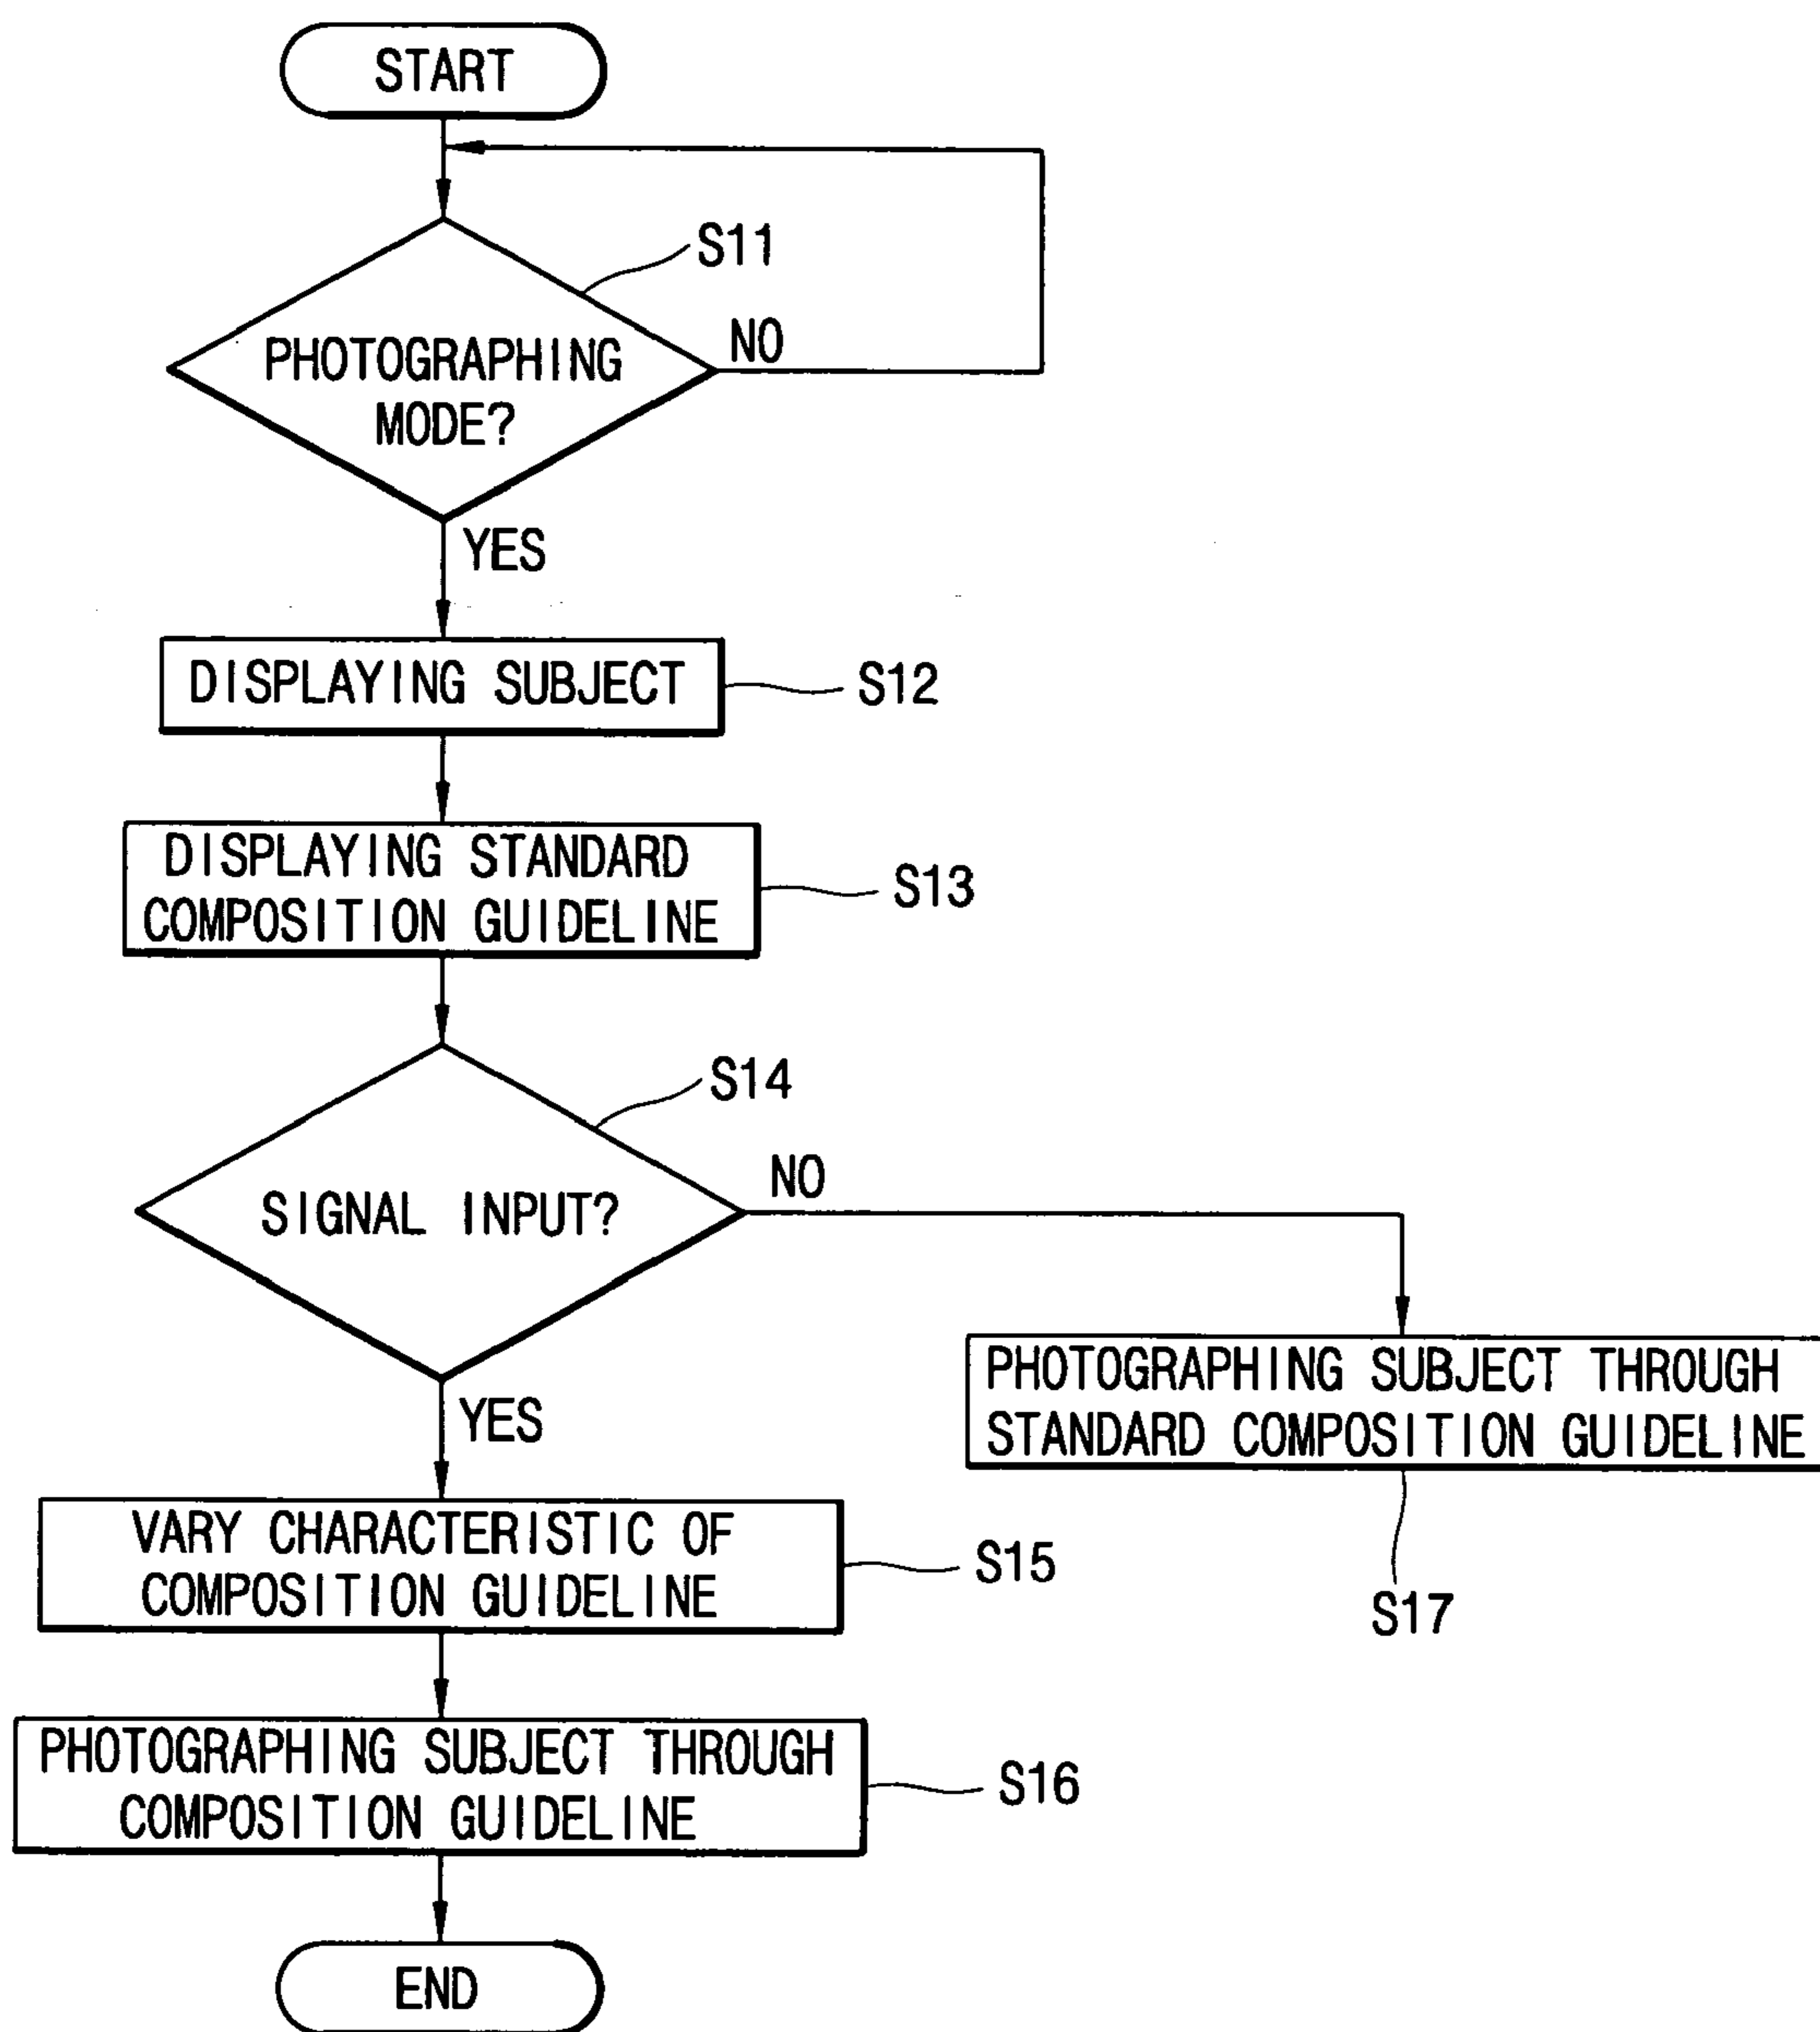 START
S11
PHOTOGRAPHING
MODE?
NO
YES
DISPLAYING SUBJECT
S12
DISPLAYING STANDARD
COMPOSITION GUIDELINE
S13
S14
SIGNAL INPUT?
NO
YES
PHOTOGRAPHING SUBJECT THROUGH
STANDARD COMPOSITION GUIDELINE
S17
VARY CHARACTERISTIC OF
COMPOSITION GUIDELINE
S15
PHOTOGRAPHING SUBJECT THROUGH
COMPOSITION GUIDELINE
S16
END